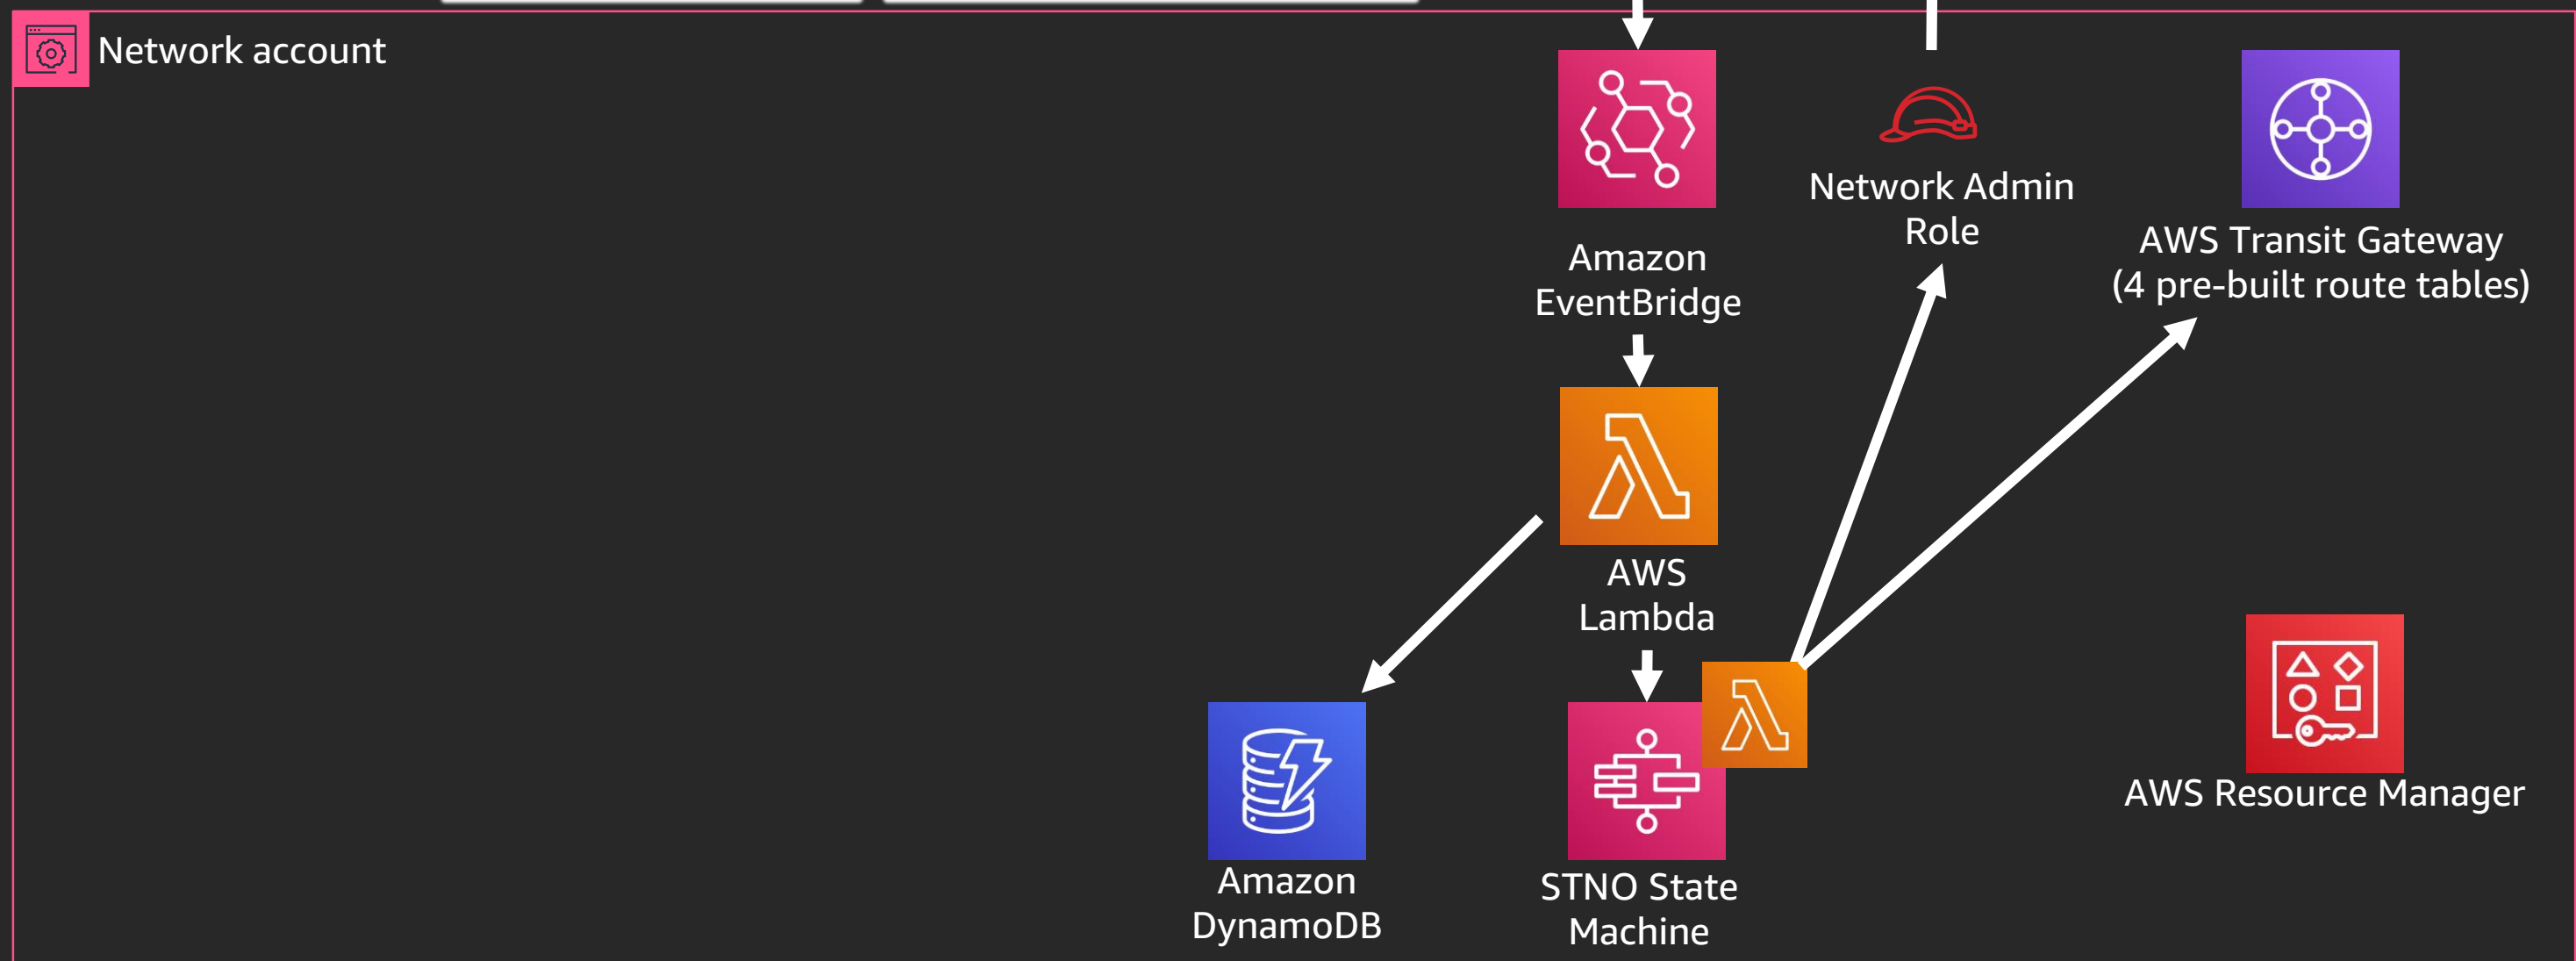 Network account
Network Admin
Role
Amazon
EventBridge
AWS Transit Gateway
(4 pre-built route tables)
AWS
Lambda
AWS Resource Manager
Amazon
DynamoDB
STNO State
Machine